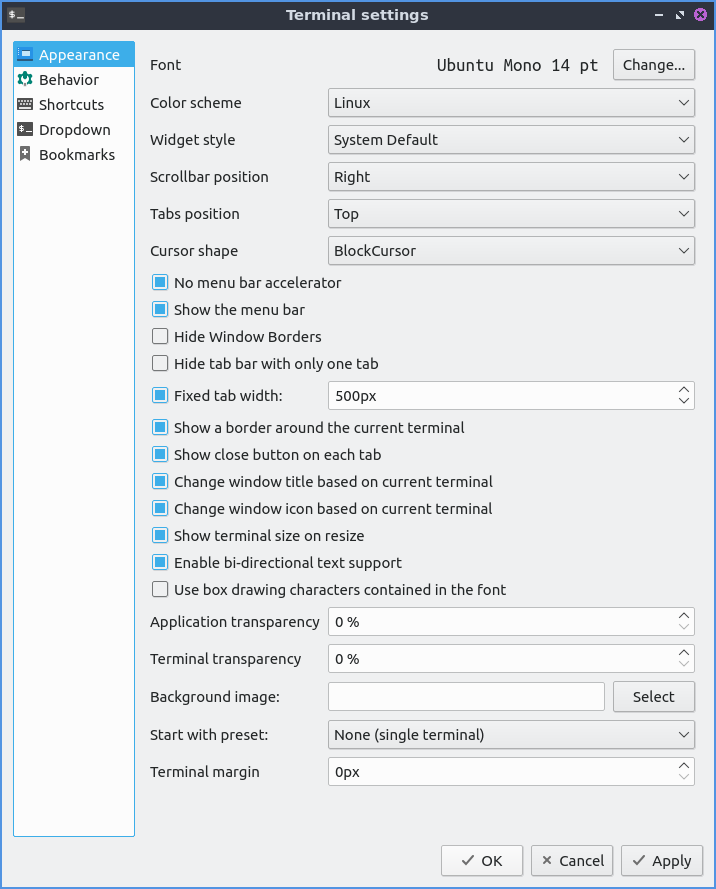 Terminal settings
Appearance
Behavior
Shortcuts
Dropdown
Bookmarks
Font Ubuntu Mono 14 pt Change...
Color scheme Linux
Widget style System Default
Scrollbar position Right
Tabs position Top
Cursor shape BlockCursor
No menu bar accelerator
Show the menu bar
Hide Window Borders
Hide tab bar with only one tab
Fixed tab width: 500px
Show a border around the current terminal
Show close button on each tab
Change window title based on current terminal
Change window icon based on current terminal
Show terminal size on resize
Enable bi-directional text support
Use box drawing characters contained in the font
Application transparency 0 %
Terminal transparency 0 %
Background image: Select
Start with preset: None (single terminal)
Terminal margin 0px
OK Cancel Apply